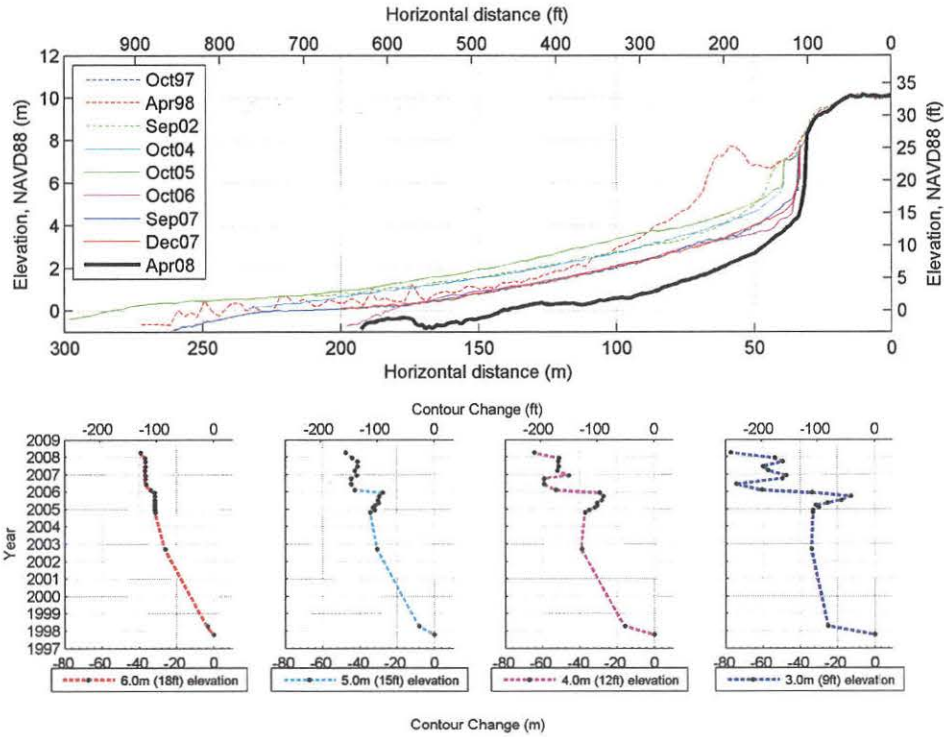 Horizontal distance (ft)
900 800 700 600 500 400 300 200 100 0
12
10
8
6
4
2
0
Elevation, NAVD88 (m)
Oct97
Apr98
Sep02
Oct04
Oct05
Oct06
Sep07
Dec07
Apr08
35
30
25
20
15
10
5
0
Elevation, NAVD88 (ft)
300 250 200 150 100 50 0
Horizontal distance (m)
Contour Change (ft)
-200 -100 0 -200 -100 0 -200 -100 0 -200 -100 0
2009
2008
2007
2006
2005
2003
2002
2001
2000
1999
1998
1997
Year
-80 -60 -40 -20 0 -80 -60 -40 -20 0 -80 -60 -40 -20 0 -80 -60 -40 -20 0
6.0m (18ft) elevation 5.0m (15ft) elevation 4.0m (12ft) elevation 3.0m (9ft) elevation
Contour Change (m)